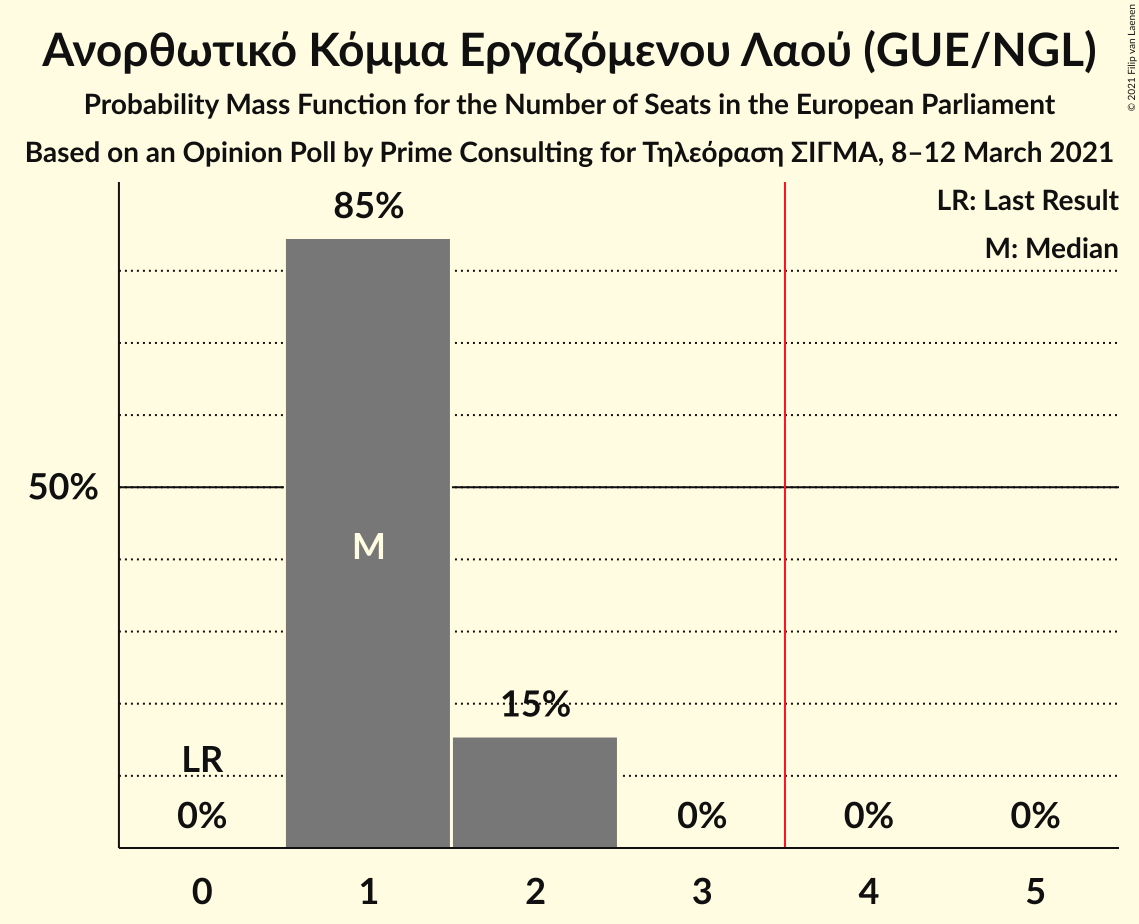 Ανορθωτικό Κόμμα Εργαζόμενου Λαού (GUE/NGL)
Probability Mass Function for the Number of Seats in the European Parliament
Based on an Opinion Poll by Prime Consulting for Τηλεόραση ΣΙΓΜΑ, 8–12 March 2021
© 2021 Filip van Laenen
LR: Last Result
M: Median
85%
50%
M
15%
LR
0% 0% 0% 0%
0 1 2 3 4 5